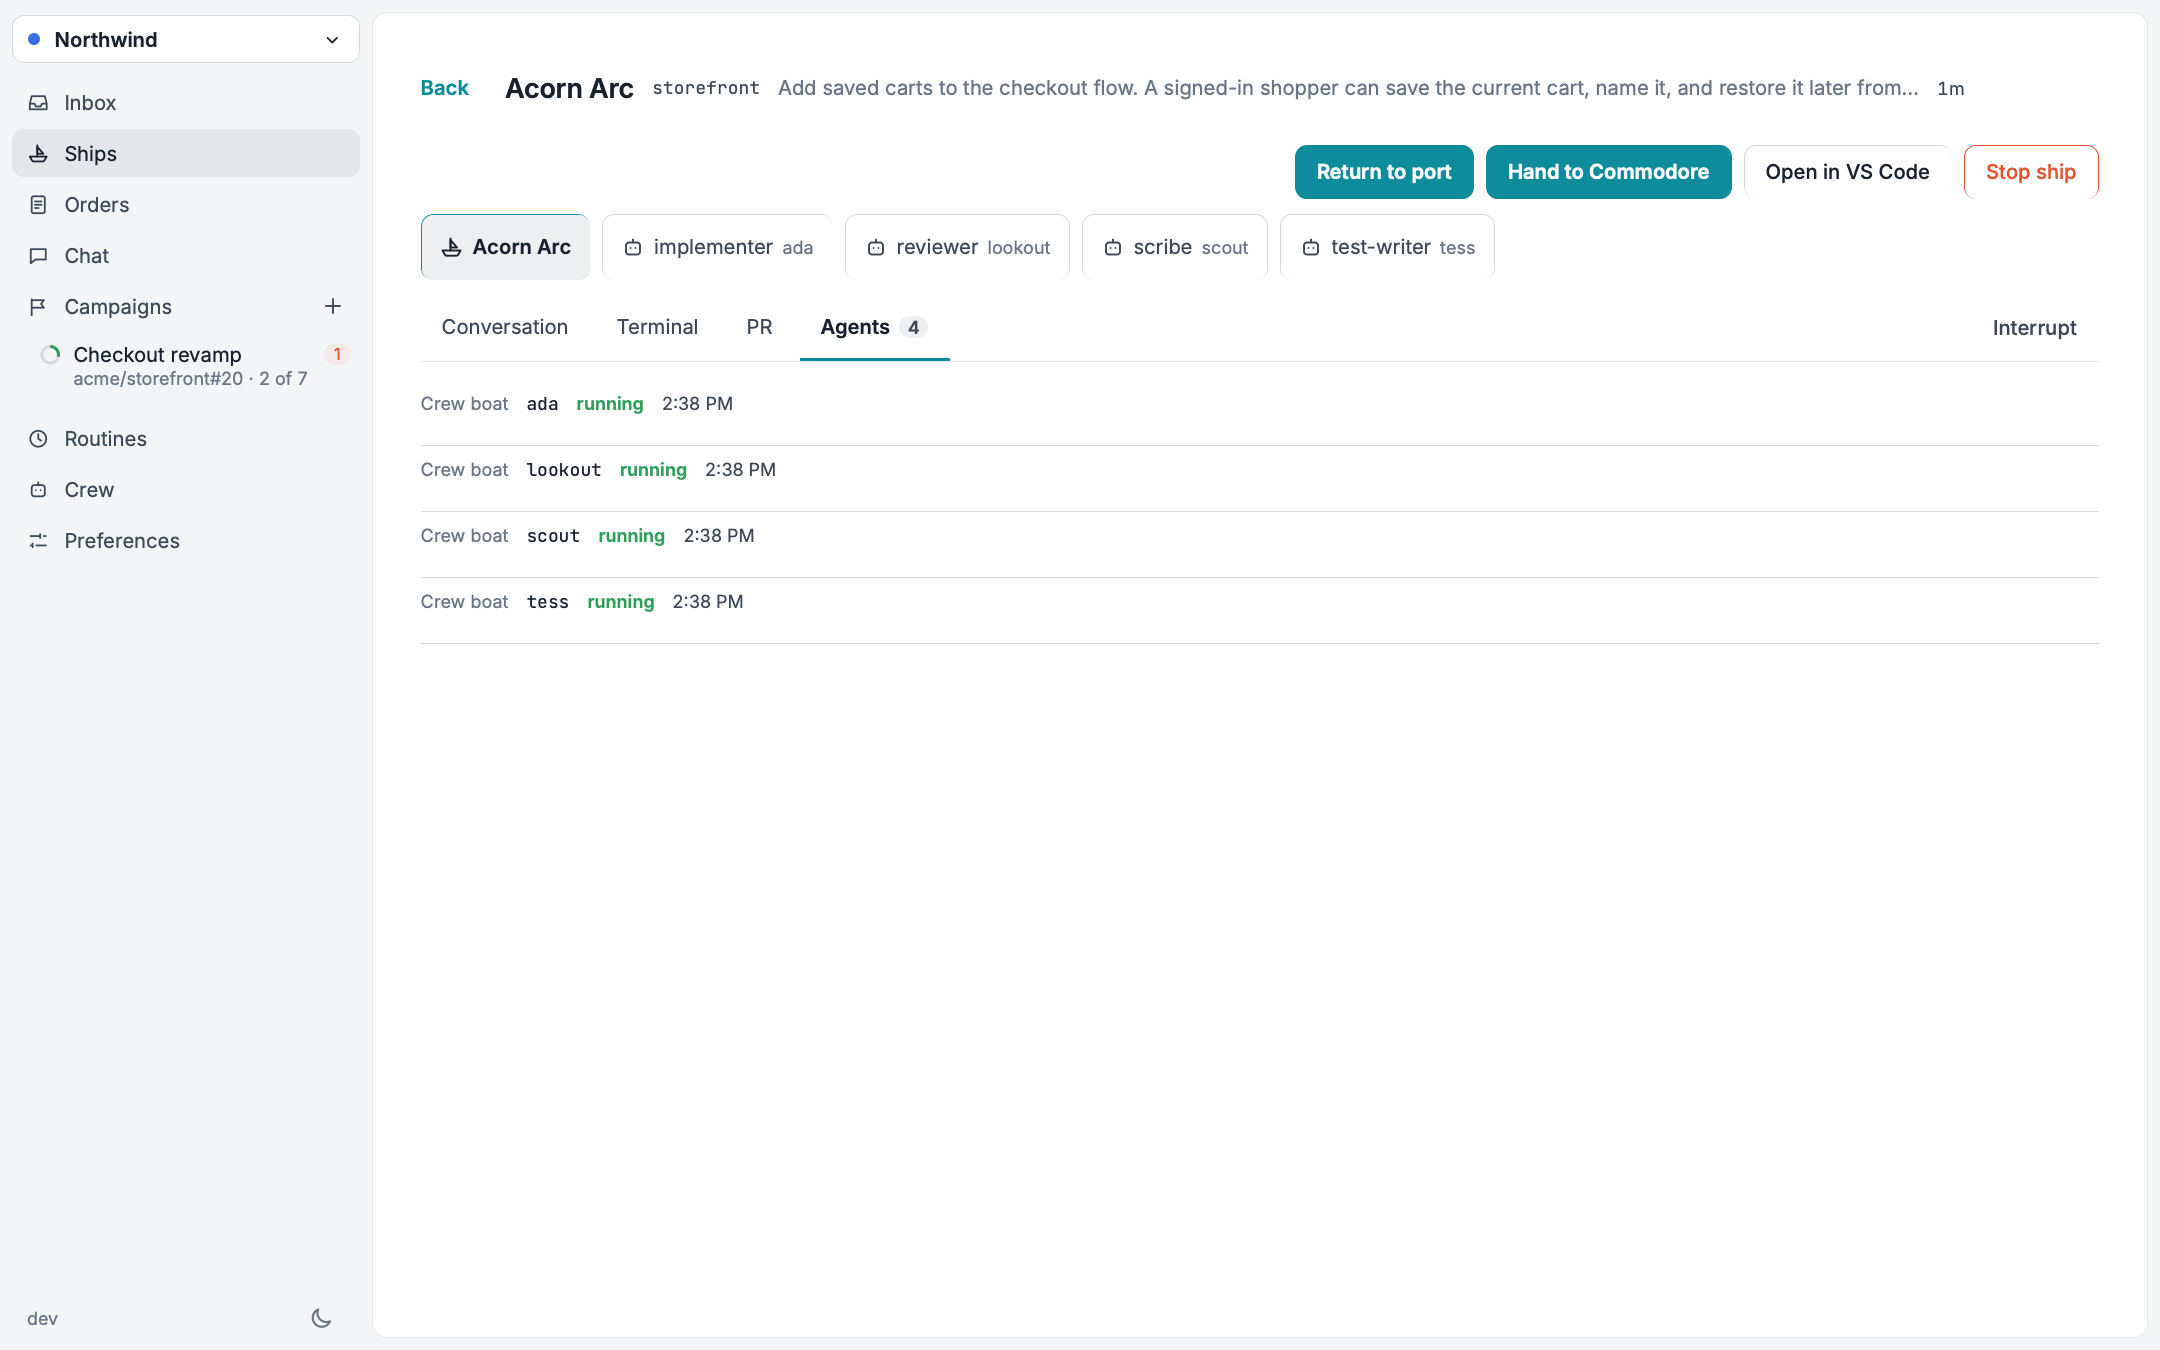 Northwind
Inbox
Ships
Orders
Chat
Campaigns
Checkout revamp 1
acme/storefront#20 · 2 of 7
Routines
Crew
Preferences
dev
Back Acorn Arc storefront Add saved carts to the checkout flow. A signed-in shopper can save the current cart, name it, and restore it later from... 1m
Return to port Hand to Commodore Open in VS Code Stop ship
Acorn Arc implementer ada reviewer lookout scribe scout test-writer tess
Conversation Terminal PR Agents 4 Interrupt
Crew boat ada running 2:38 PM
Crew boat lookout running 2:38 PM
Crew boat scout running 2:38 PM
Crew boat tess running 2:38 PM